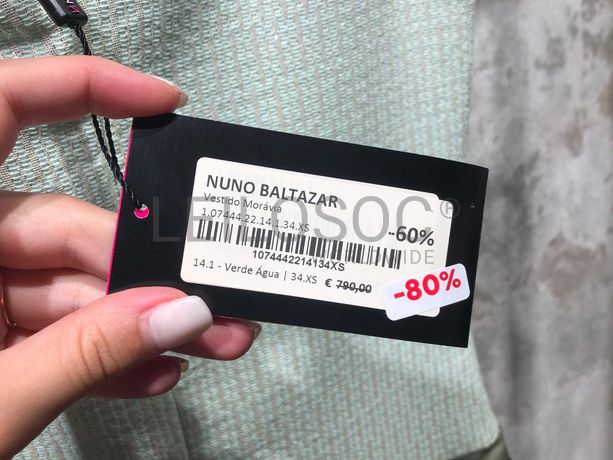 NUNO BALTAZAR
Vestido Morávia
1.07444.22.14.1.34.XS
-60%
LEILOSOC®
1074442214134XS
14.1 - Verde Água | 34.XS € 790,00
-80%